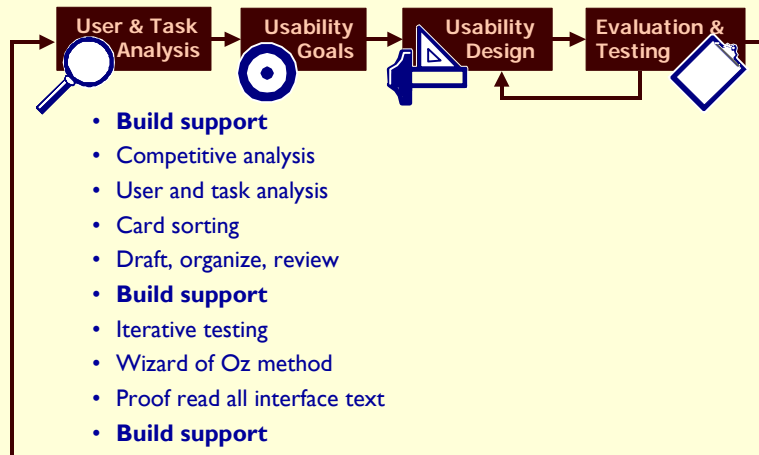 User & Task
Analysis
Usability
Goals
Usability
Design
Evaluation &
Testing
• Build support
• Competitive analysis
• User and task analysis
• Card sorting
• Draft, organize, review
• Build support
• Iterative testing
• Wizard of Oz method
• Proof read all interface text
• Build support